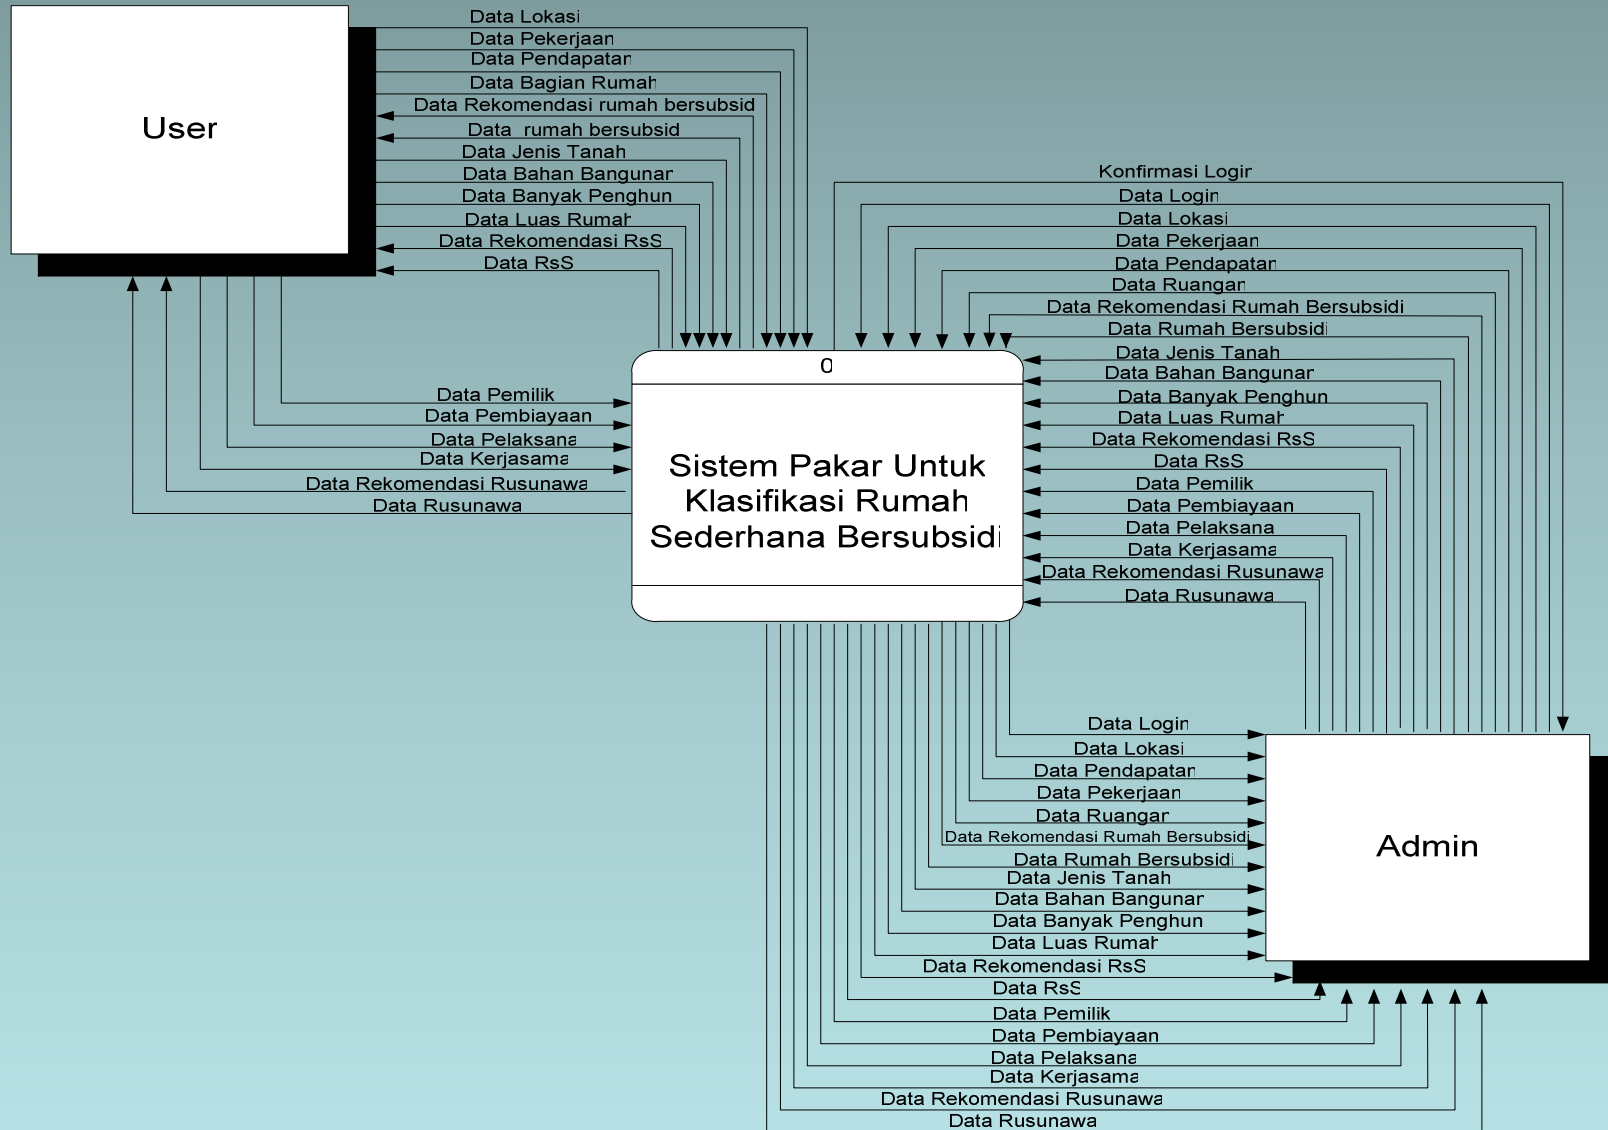 User
Data Lokasi
Data Pekerjaan
Data Pendapatan
Data Bagian Rumah
Data Rekomendasi rumah bersubsid
Data rumah bersubsid
Data Jenis Tanah
Data Bahan Bangunan
Data Banyak Penghun
Data Luas Rumah
Data Rekomendasi RsS
Data RsS
Data Pemilik
Data Pembiayaan
Data Pelaksana
Data Kerjasama
Data Rekomendasi Rusunawa
Data Rusunawa
0
Sistem Pakar Untuk
Klasifikasi Rumah
Sederhana Bersubsidi
Konfirmasi Login
Data Login
Data Lokasi
Data Pekerjaan
Data Pendapatan
Data Ruangan
Data Rekomendasi Rumah Bersubsidi
Data Rumah Bersubsidi
Data Jenis Tanah
Data Bahan Bangunan
Data Banyak Penghun
Data Luas Rumah
Data Rekomendasi RsS
Data RsS
Data Pemilik
Data Pembiayaan
Data Pelaksana
Data Kerjasama
Data Rekomendasi Rusunawa
Data Rusunawa
Data Login
Data Lokasi
Data Pendapatan
Data Pekerjaan
Data Ruangan
Data Rekomendasi Rumah Bersubsidi
Data Rumah Bersubsidi
Data Jenis Tanah
Data Bahan Bangunan
Data Banyak Penghun
Data Luas Rumah
Data Rekomendasi RsS
Data RsS
Data Pemilik
Data Pembiayaan
Data Pelaksana
Data Kerjasama
Data Rekomendasi Rusunawa
Data Rusunawa
Admin